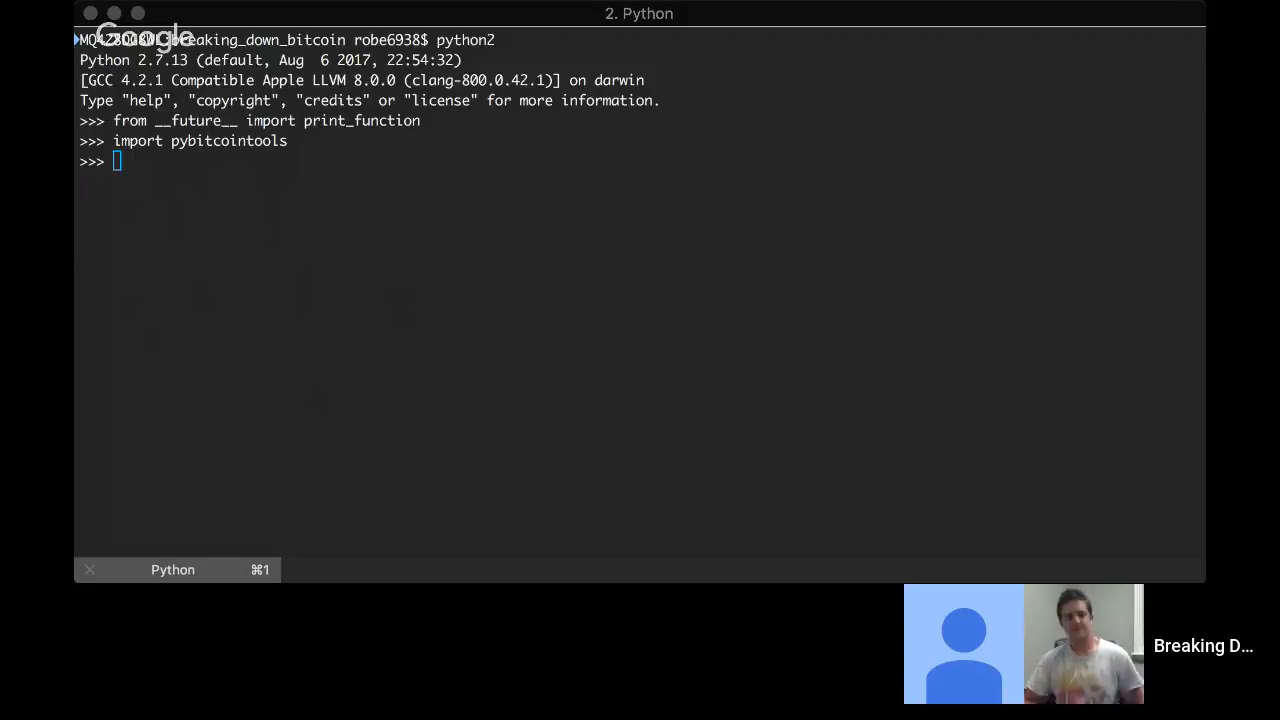 2. Python
Google
breaking_down_bitcoin robe6938$ python2
Python 2.7.13 (default, Aug  6 2017, 22:54:32)
[GCC 4.2.1 Compatible Apple LLVM 8.0.0 (clang-800.0.42.1)] on darwin
Type "help", "copyright", "credits" or "license" for more information.
>>> from __future__ import print_function
>>> import pybitcointools
>>>
Python ⌘1
Breaking D...